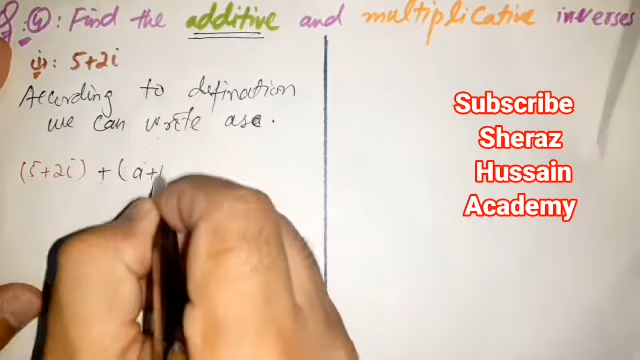 Q: 4: Find the additive and multiplicative inverses
(i): 5+2i
According to defination
we can write as.
(5+2i) + (a+
Subscribe
Sheraz
Hussain
Academy